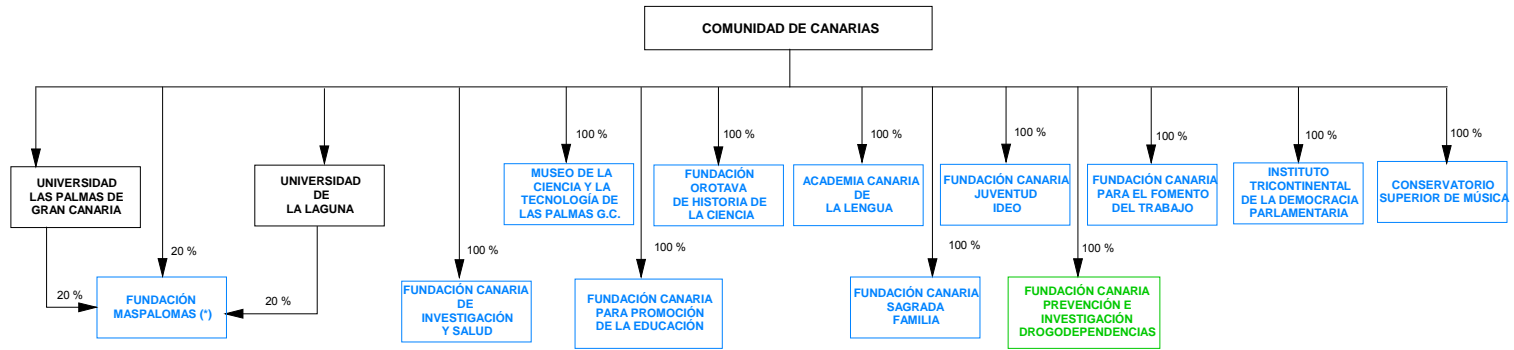 COMUNIDAD DE CANARIAS
UNIVERSIDAD
LAS PALMAS DE
GRAN CANARIA
UNIVERSIDAD
DE
LA LAGUNA
100 %
MUSEO DE LA
CIENCIA Y LA
TECNOLOGÍA DE
LAS PALMAS G.C.
100 %
FUNDACIÓN
OROTAVA
DE HISTORIA DE
LA CIENCIA
100 %
ACADEMIA CANARIA
DE
LA LENGUA
100 %
FUNDACIÓN CANARIA
JUVENTUD
IDEO
100 %
FUNDACIÓN CANARIA
PARA EL FOMENTO
DEL TRABAJO
100 %
INSTITUTO
TRICONTINENTAL
DE LA DEMOCRACIA
PARLAMENTARIA
100 %
CONSERVATORIO
SUPERIOR DE MÚSICA
20 %
20 %
20 %
FUNDACIÓN
MASPALOMAS (*)
100 %
FUNDACIÓN CANARIA
DE
INVESTIGACIÓN
Y SALUD
100 %
FUNDACIÓN CANARIA
PARA PROMOCIÓN
DE LA EDUCACIÓN
100 %
FUNDACIÓN CANARIA
SAGRADA
FAMILIA
100 %
FUNDACIÓN CANARIA
PREVENCIÓN E
INVESTIGACIÓN
DROGODEPENDENCIAS